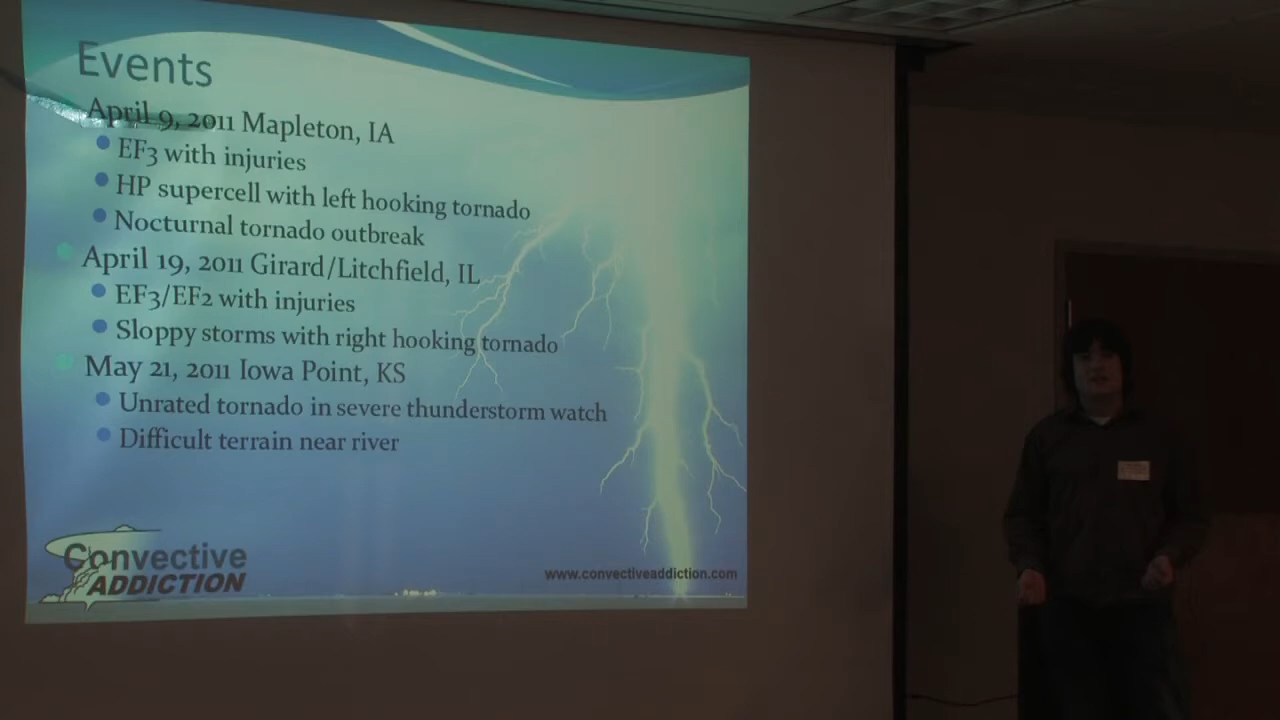 Events
April 9, 2011 Mapleton, IA
EF3 with injuries
HP supercell with left hooking tornado
Nocturnal tornado outbreak
April 19, 2011 Girard/Litchfield, IL
EF3/EF2 with injuries
Sloppy storms with right hooking tornado
May 21, 2011 Iowa Point, KS
Unrated tornado in severe thunderstorm watch
Difficult terrain near river
Convective
ADDICTION
www.convectiveaddiction.com